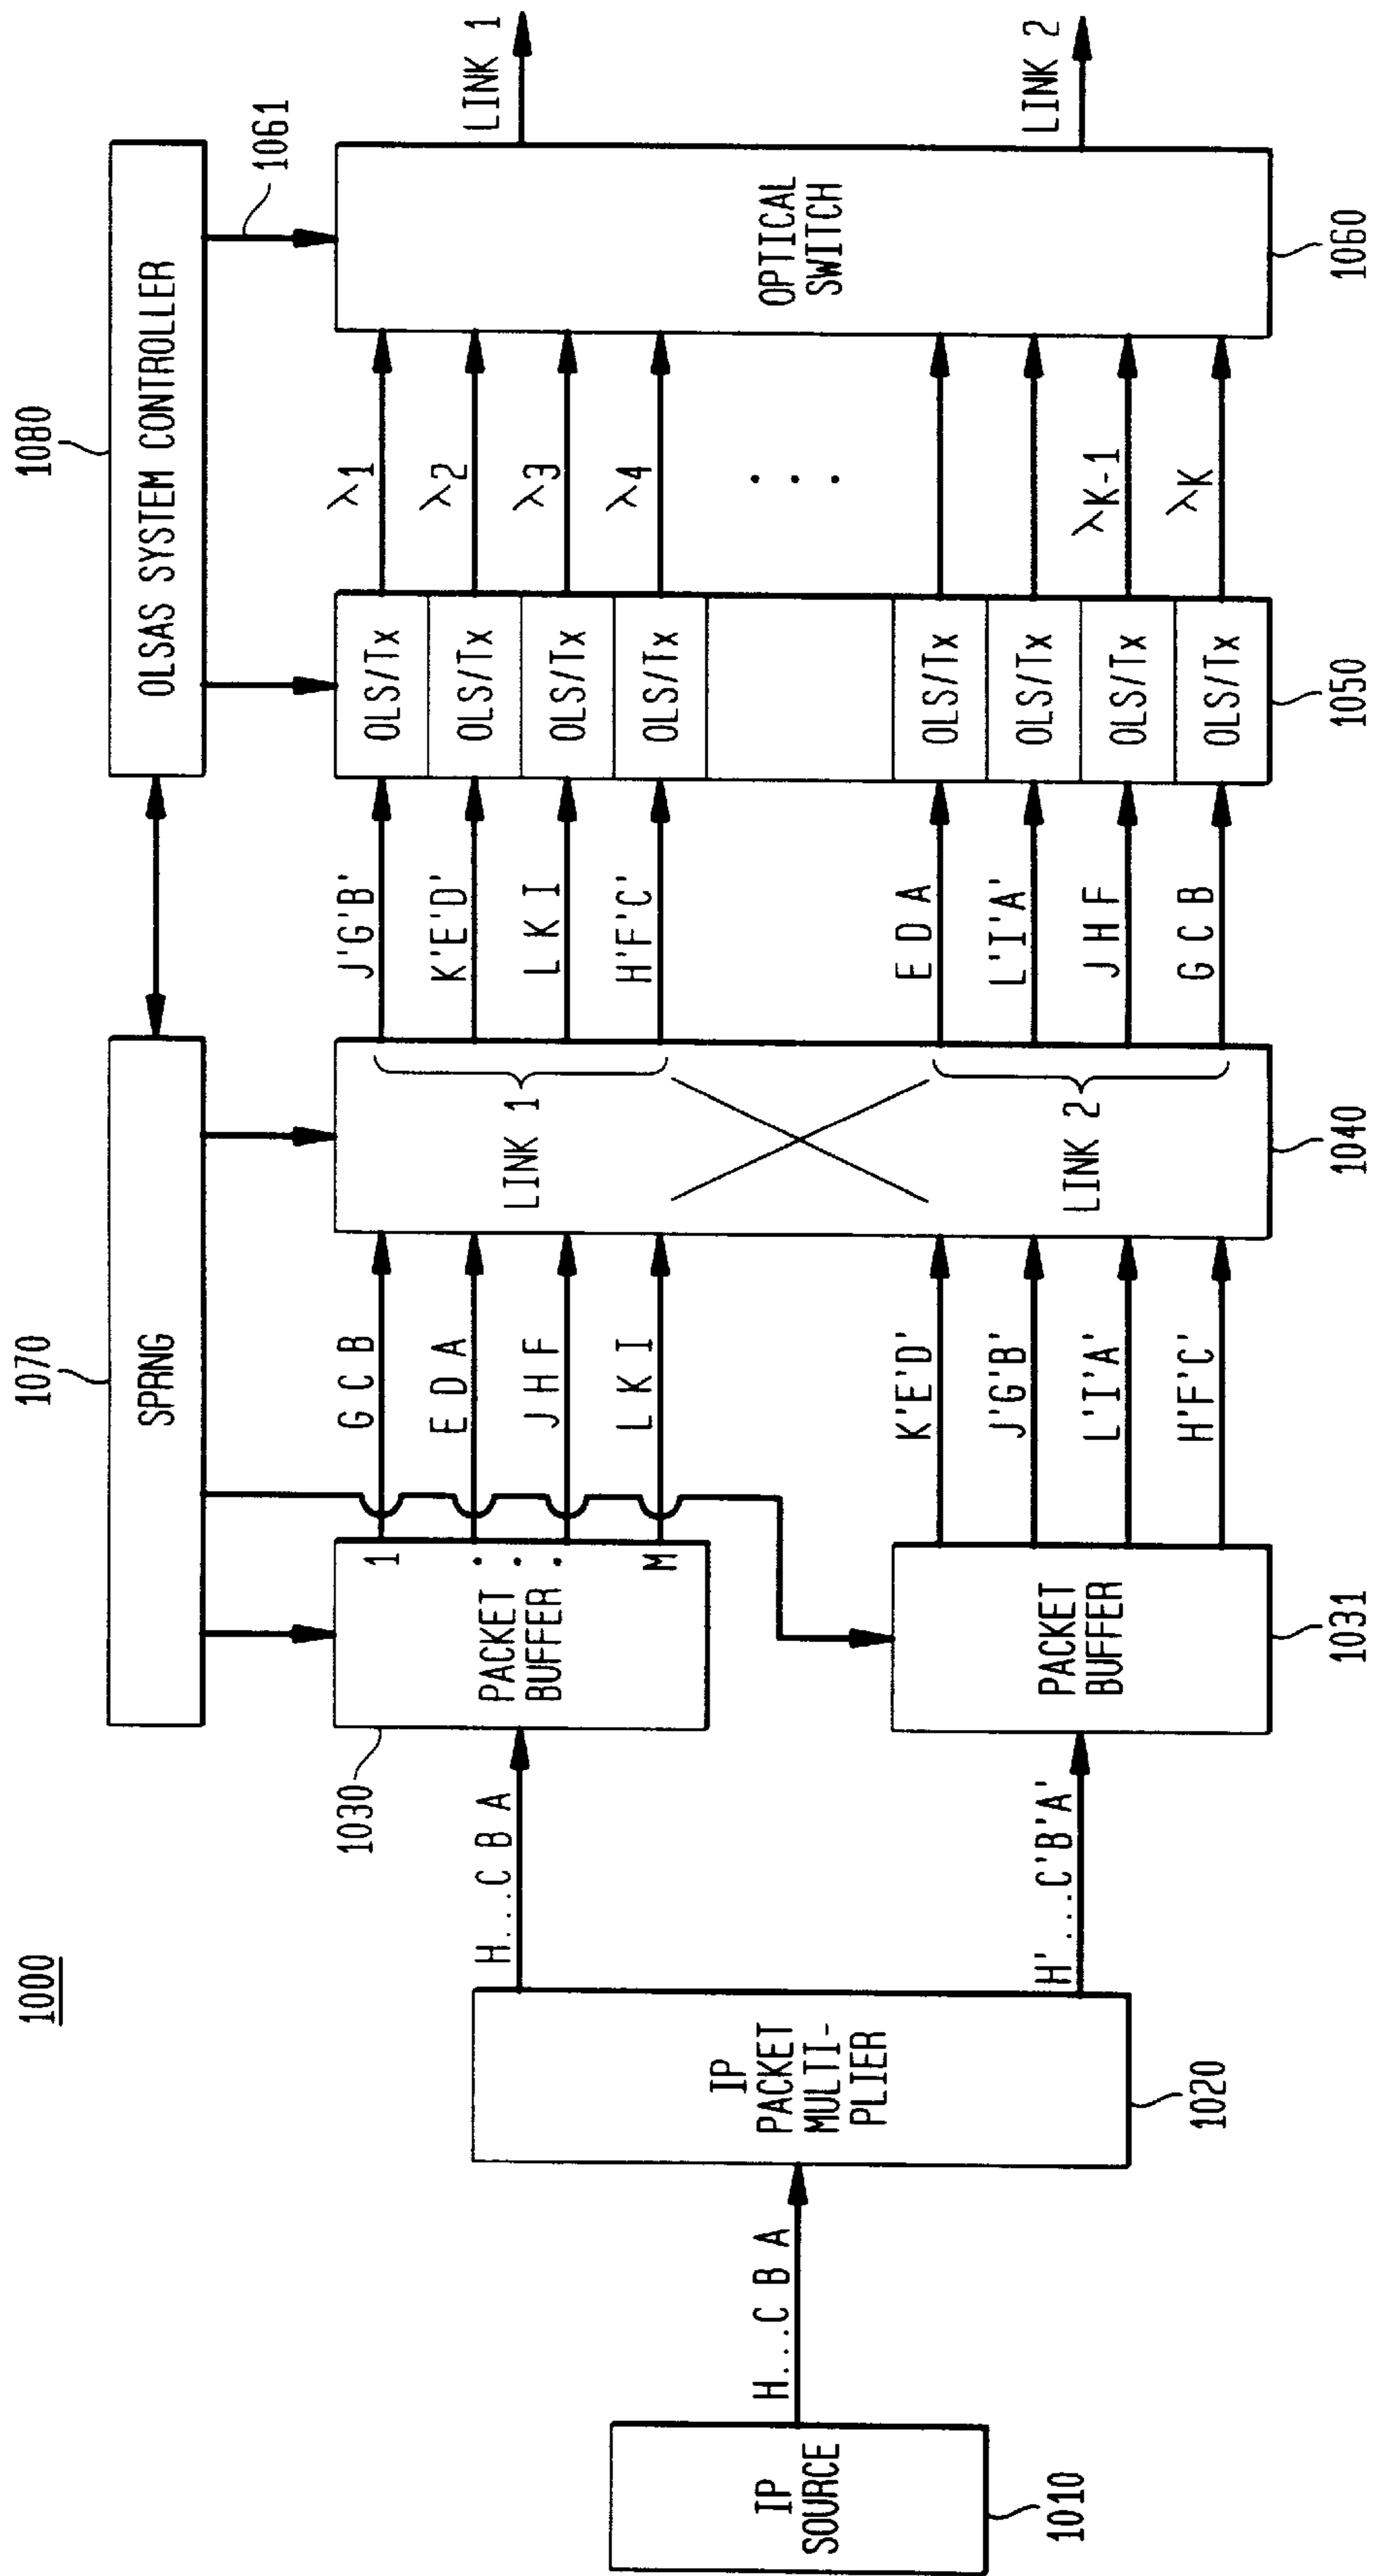 1000
1070
SPRNG
1080
OLSAS SYSTEM CONTROLLER
1061
IP
SOURCE
1010
H...C B A
IP
PACKET
MULTI-
PLIER
1020
H...C B A
H'...C'B'A'
1030
PACKET
BUFFER
1
. . .
M
PACKET
BUFFER
1031
G C B
E D A
J H F
L K I
K'E'D'
J'G'B'
L'I'A'
H'F'C'
LINK 1
LINK 2
1040
J'G'B'
K'E'D'
L K I
H'F'C'
E D A
L'I'A'
J H F
G C B
OLS/Tx
OLS/Tx
OLS/Tx
OLS/Tx
OLS/Tx
OLS/Tx
OLS/Tx
OLS/Tx
1050
λ1
λ2
λ3
λ4
. . .
λK-1
λK
OPTICAL
SWITCH
1060
LINK 1
LINK 2